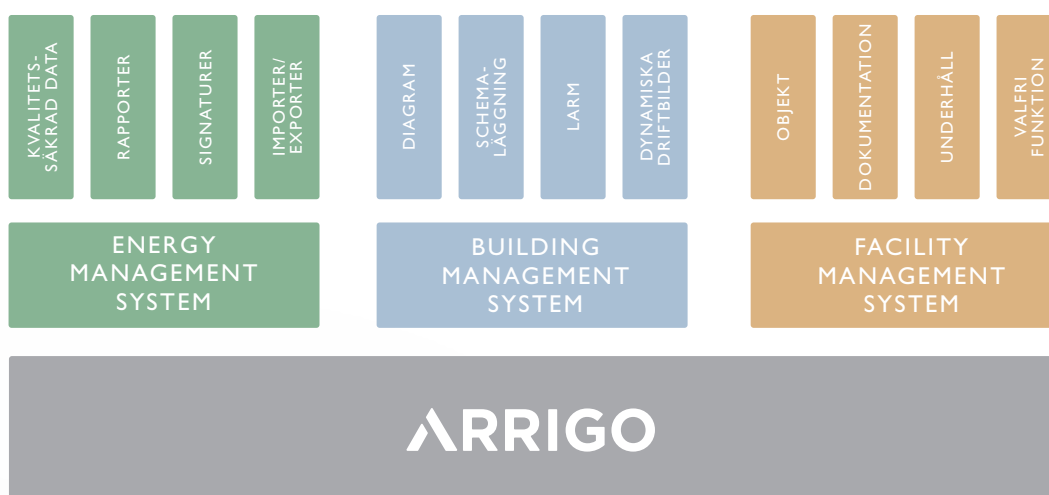 KVALITETS-
SÄKRAD DATA
RAPPORTER
SIGNATURER
IMPORTER/
EXPORTER
DIAGRAM
SCHEMA-
LÄGGNING
LARM
DYNAMISKA
DRIFTBILDER
OBJEKT
DOKUMENTATION
UNDERHÅLL
VALFRI
FUNKTION
ENERGY
MANAGEMENT
SYSTEM
BUILDING
MANAGEMENT
SYSTEM
FACILITY
MANAGEMENT
SYSTEM
ARRIGO